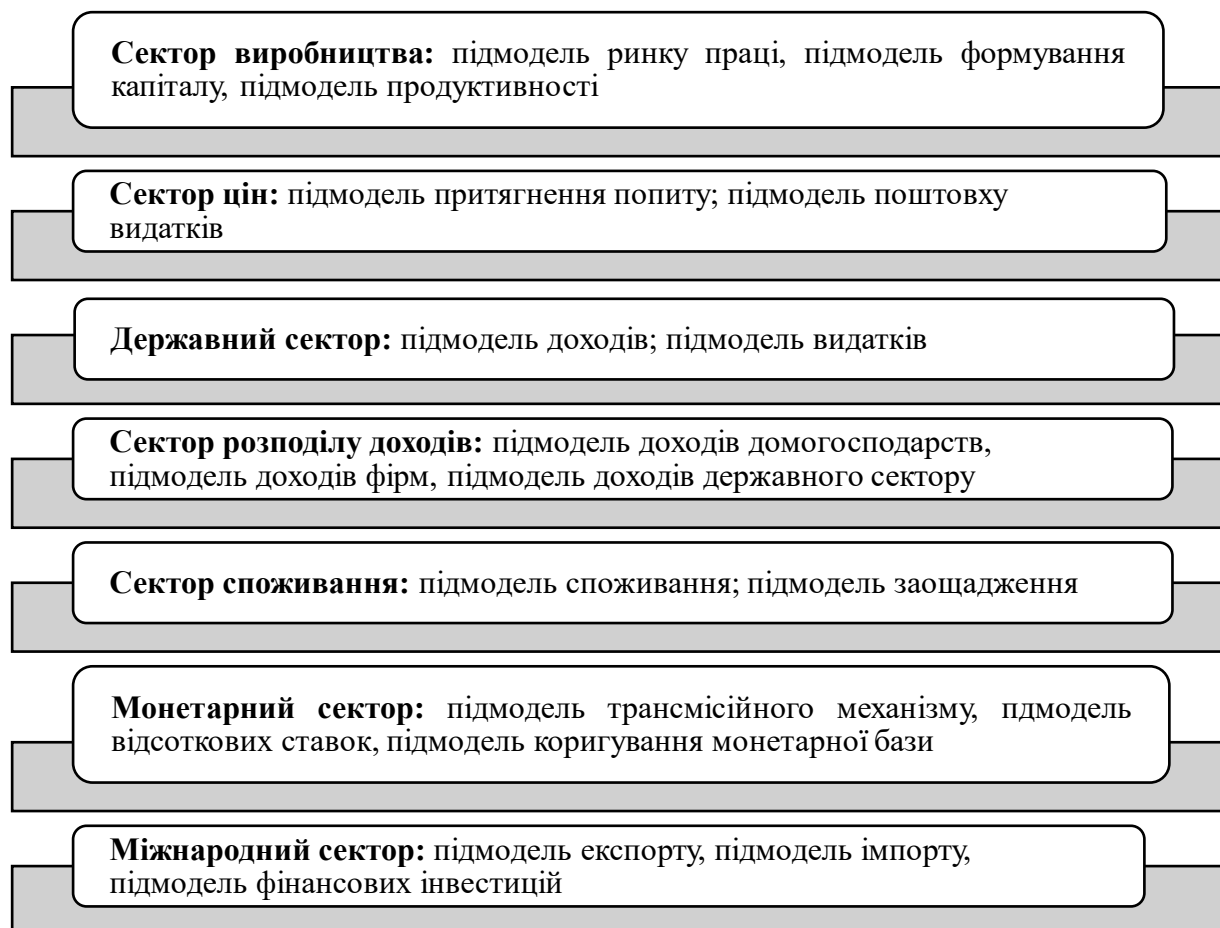 Сектор виробництва: підмодель ринку праці, підмодель формування
капіталу, підмодель продуктивності
Сектор цін: підмодель притягнення попиту; підмодель поштовху
видатків
Державний сектор: підмодель доходів; підмодель видатків
Сектор розподілу доходів: підмодель доходів домогосподарств,
підмодель доходів фірм, підмодель доходів державного сектору
Сектор споживання: підмодель споживання; підмодель заощадження
Монетарний сектор: підмодель трансмісійного механізму, пдмодель
відсоткових ставок, підмодель коригування монетарної бази
Міжнародний сектор: підмодель експорту, підмодель імпорту,
підмодель фінансових інвестицій